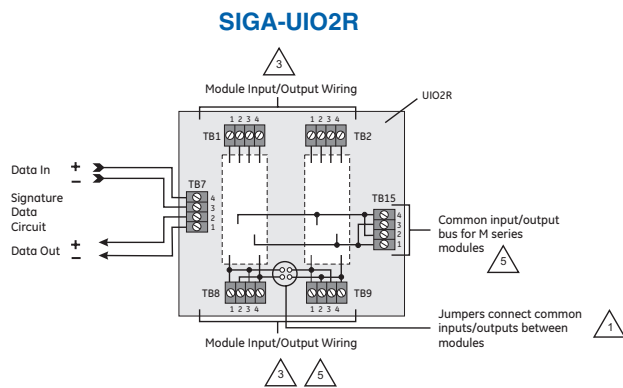 SIGA-UIO2R
3
Module Input/Output Wiring
UIO2R
1 2 3 4
1 2 3 4
TB1
TB2
Data In + −
TB7
4
3
2
1
Signature
Data
Circuit
Data Out + −
TB15
4
3
2
1
Common input/output
bus for M series
modules
5
TB8
TB9
1 2 3 4
1 2 3 4
Module Input/Output Wiring
3
5
Jumpers connect common
inputs/outputs between
modules
1